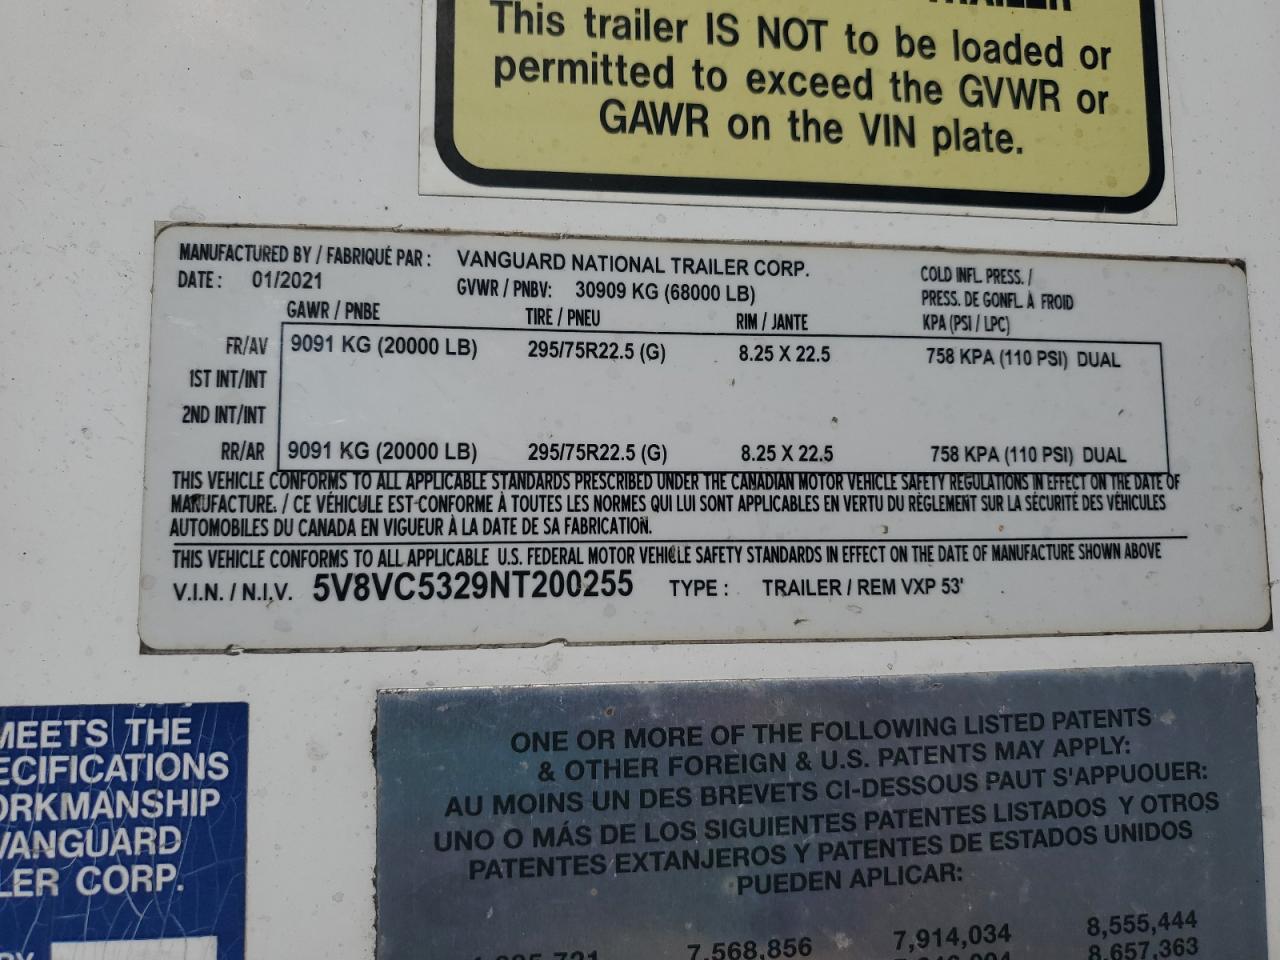 TRAILER
This trailer IS NOT to be loaded or
permitted to exceed the GVWR or
GAWR on the VIN plate.
MANUFACTURED BY / FABRIQUÉ PAR : VANGUARD NATIONAL TRAILER CORP.
DATE : 01/2021 GVWR / PNBV: 30909 KG (68000 LB)
COLD INFL. PRESS. /
PRESS. DE GONFL. À FROID
GAWR / PNBE TIRE / PNEU RIM / JANTE KPA (PSI / LPC)
FR/AV 9091 KG (20000 LB) 295/75R22.5 (G) 8.25 X 22.5 758 KPA (110 PSI) DUAL
1ST INT/INT
2ND INT/INT
RR/AR 9091 KG (20000 LB) 295/75R22.5 (G) 8.25 X 22.5 758 KPA (110 PSI) DUAL
THIS VEHICLE CONFORMS TO ALL APPLICABLE STANDARDS PRESCRIBED UNDER THE CANADIAN MOTOR VEHICLE SAFETY REGULATIONS IN EFFECT ON THE DATE OF
MANUFACTURE. / CE VÉHICULE EST CONFORME À TOUTES LES NORMES QUI LUI SONT APPLICABLES EN VERTU DU RÈGLEMENT SUR LA SÉCURITÉ DES VÉHICULES
AUTOMOBILES DU CANADA EN VIGUEUR À LA DATE DE SA FABRICATION.
THIS VEHICLE CONFORMS TO ALL APPLICABLE U.S. FEDERAL MOTOR VEHICLE SAFETY STANDARDS IN EFFECT ON THE DATE OF MANUFACTURE SHOWN ABOVE
V.I.N. / N.I.V. 5V8VC5329NT200255 TYPE : TRAILER / REM VXP 53'
MEETS THE
ECIFICATIONS
ORKMANSHIP
VANGUARD
LER CORP.
BY
ONE OR MORE OF THE FOLLOWING LISTED PATENTS
& OTHER FOREIGN & U.S. PATENTS MAY APPLY:
AU MOINS UN DES BREVETS CI-DESSOUS PAUT S'APPUOUER:
UNO O MÁS DE LOS SIGUIENTES PATENTES LISTADOS Y OTROS
PATENTES EXTANJEROS Y PATENTES DE ESTADOS UNIDOS
PUEDEN APLICAR:
7,568,856 7,914,034 8,555,444
8,657,363